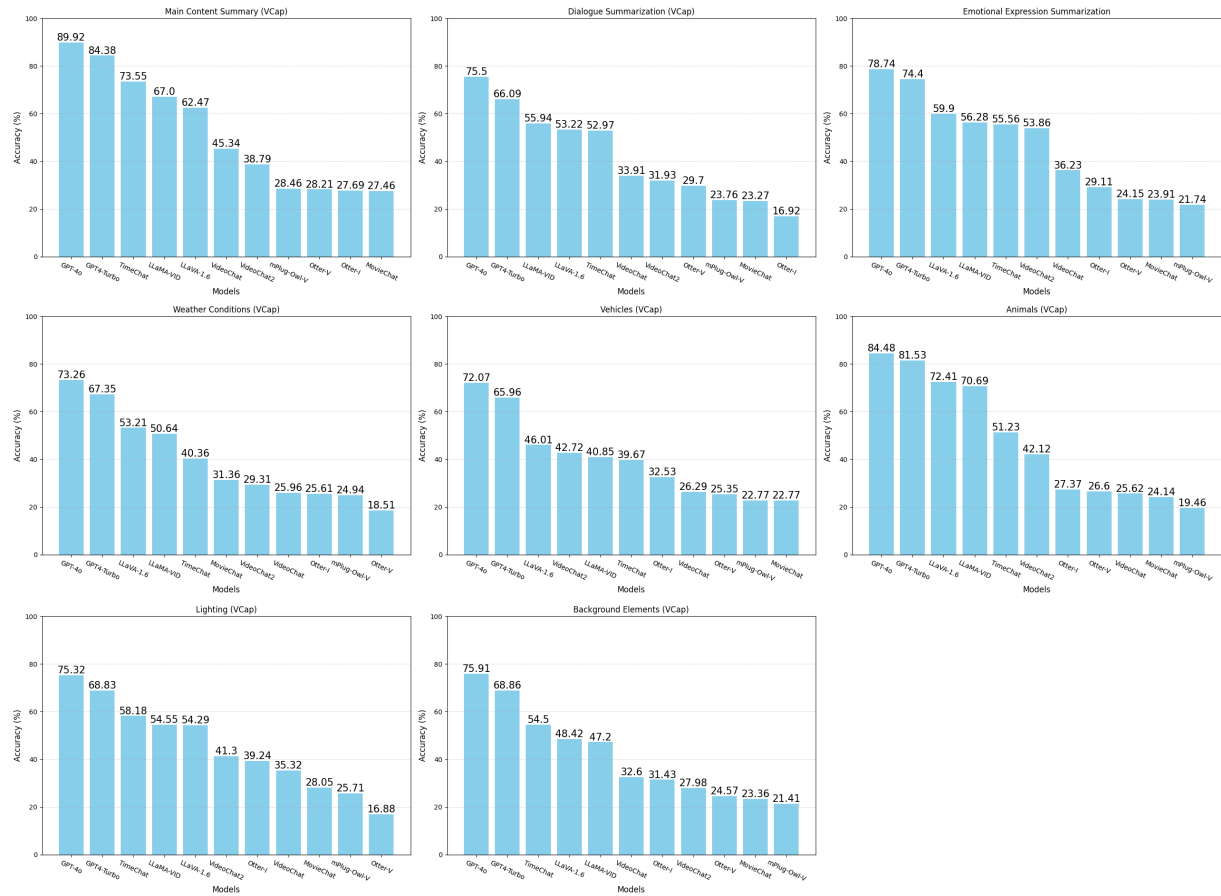 Main Content Summary (VCap)
Accuracy (%)
100
80
60
40
20
0
89.92
84.38
73.55
67.0
62.47
45.34
38.79
28.46
28.21
27.69
27.46
GPT-4o
GPT4-Turbo
TimeChat
LLaMA-VID
LLaVA-1.6
VideoChat
VideoChat2
mPlug-Owl-V
Otter-V
Otter-I
MovieChat
Models
Dialogue Summarization (VCap)
Accuracy (%)
100
80
60
40
20
0
75.5
66.09
55.94
53.22
52.97
33.91
31.93
29.7
23.76
23.27
16.92
GPT-4o
GPT4-Turbo
LLaMA-VID
LLaVA-1.6
TimeChat
VideoChat
VideoChat2
Otter-V
mPlug-Owl-V
MovieChat
Otter-I
Models
Emotional Expression Summarization
Accuracy (%)
100
80
60
40
20
0
78.74
74.4
59.9
56.28
55.56
53.86
36.23
29.11
24.15
23.91
21.74
GPT-4o
GPT4-Turbo
LLaVA-1.6
LLaMA-VID
TimeChat
VideoChat2
VideoChat
Otter-I
Otter-V
MovieChat
mPlug-Owl-V
Models
Weather Conditions (VCap)
Accuracy (%)
100
80
60
40
20
0
73.26
67.35
53.21
50.64
40.36
31.36
29.31
25.96
25.61
24.94
18.51
GPT-4o
GPT4-Turbo
LLaVA-1.6
LLaMA-VID
TimeChat
MovieChat
VideoChat2
VideoChat
Otter-I
mPlug-Owl-V
Otter-V
Models
Vehicles (VCap)
Accuracy (%)
100
80
60
40
20
0
72.07
65.96
46.01
42.72
40.85
39.67
32.53
26.29
25.35
22.77
22.77
GPT-4o
GPT4-Turbo
LLaVA-1.6
VideoChat2
LLaMA-VID
TimeChat
Otter-I
VideoChat
Otter-V
mPlug-Owl-V
MovieChat
Models
Animals (VCap)
Accuracy (%)
100
80
60
40
20
0
84.48
81.53
72.41
70.69
51.23
42.12
27.37
26.6
25.62
24.14
19.46
GPT-4o
GPT4-Turbo
LLaVA-1.6
LLaMA-VID
TimeChat
VideoChat2
Otter-I
Otter-V
VideoChat
MovieChat
mPlug-Owl-V
Models
Lighting (VCap)
Accuracy (%)
100
80
60
40
20
0
75.32
68.83
58.18
54.55
54.29
41.3
39.24
35.32
28.05
25.71
16.88
GPT-4o
GPT4-Turbo
TimeChat
LLaMA-VID
LLaVA-1.6
VideoChat2
Otter-I
VideoChat
MovieChat
mPlug-Owl-V
Otter-V
Models
Background Elements (VCap)
Accuracy (%)
100
80
60
40
20
0
75.91
68.86
54.5
48.42
47.2
32.6
31.43
27.98
24.57
23.36
21.41
GPT-4o
GPT4-Turbo
TimeChat
LLaVA-1.6
LLaMA-VID
VideoChat
Otter-I
VideoChat2
Otter-V
MovieChat
mPlug-Owl-V
Models